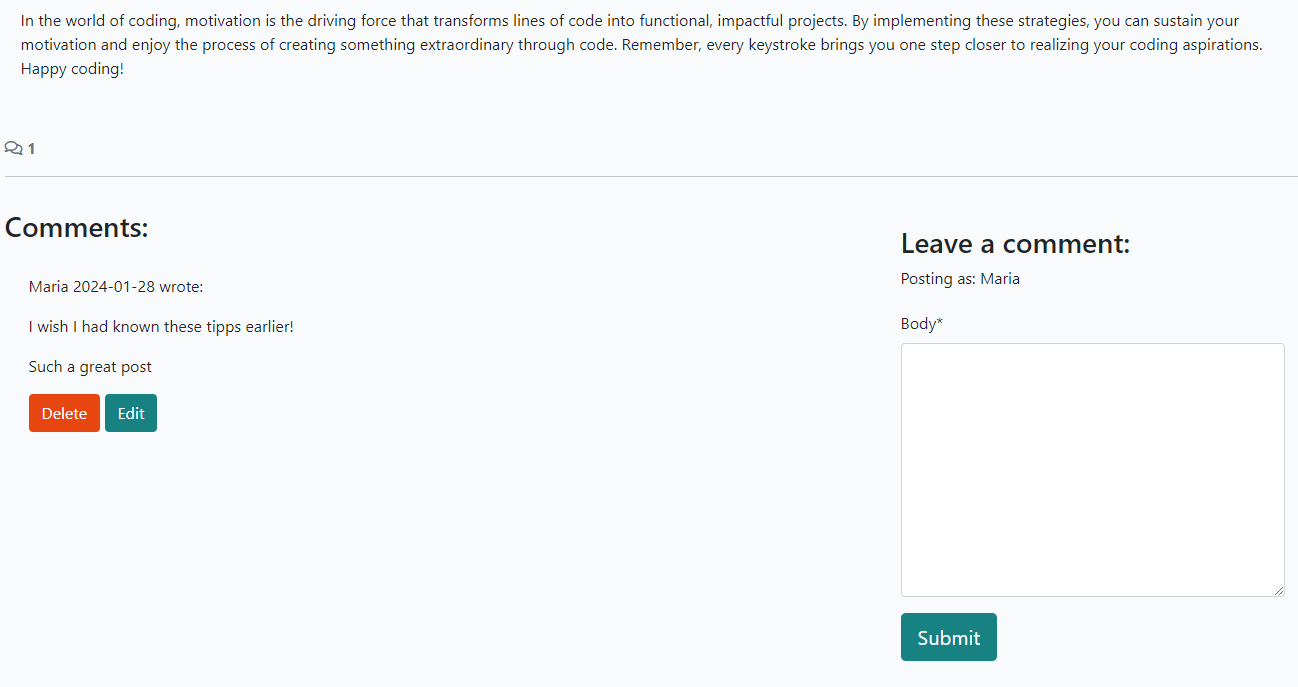 In the world of coding, motivation is the driving force that transforms lines of code into functional, impactful projects. By implementing these strategies, you can sustain your
motivation and enjoy the process of creating something extraordinary through code. Remember, every keystroke brings you one step closer to realizing your coding aspirations.
Happy coding!
1
Comments:
Maria 2024-01-28 wrote:
I wish I had known these tipps earlier!
Such a great post
Delete Edit
Leave a comment:
Posting as: Maria
Body*
Submit